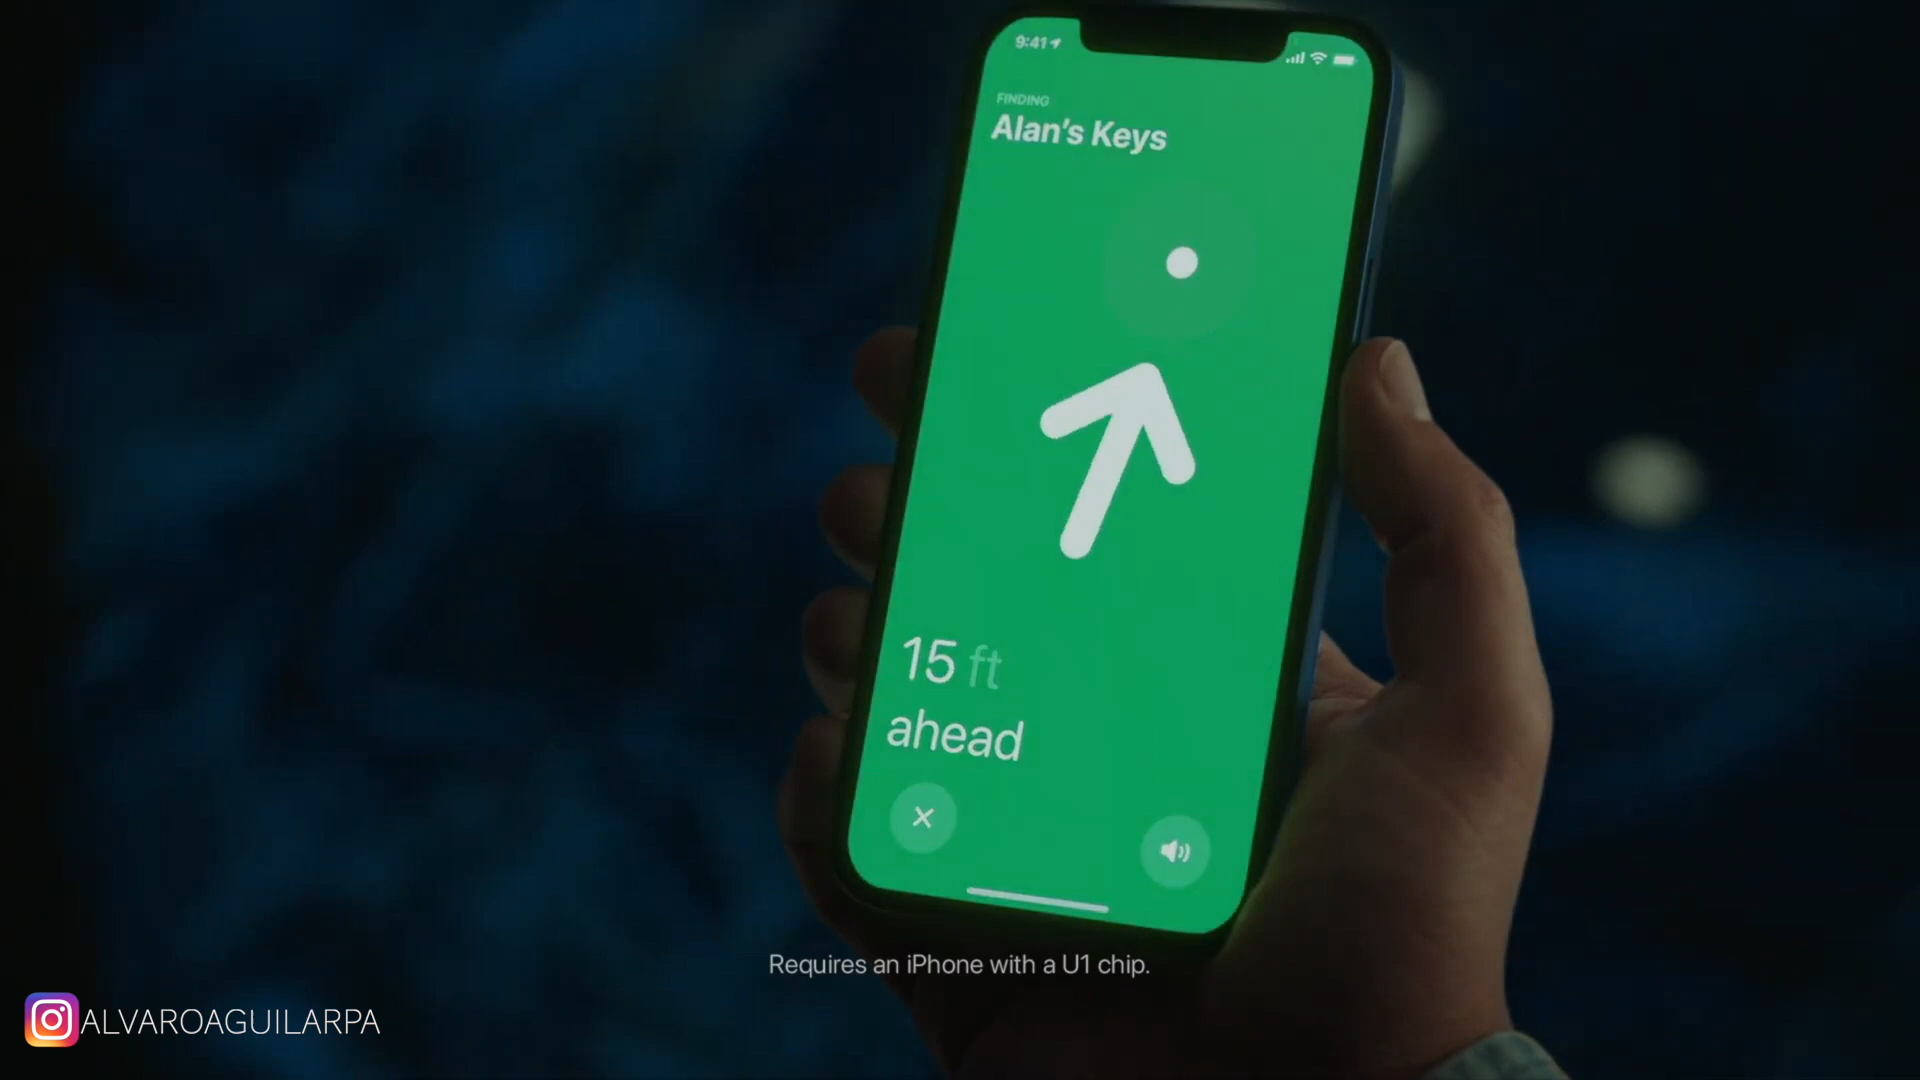 9:41
FINDING
Alan's Keys
15 ft
ahead
Requires an iPhone with a U1 chip.
ALVAROAGUILARPA